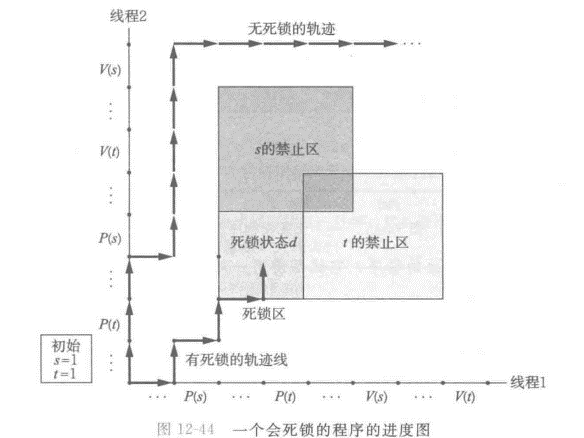 线程2
无死锁的轨迹
...
V(s)
⋮
s的禁止区
V(t)
⋮
P(s)
死锁状态d
t 的禁止区
⋮
死锁区
P(t)
初始
s=1
t=1
⋮
有死锁的轨迹线
线程1
... P(s) ... P(t) ... V(s) ... V(t)
图 12-44 一个会死锁的程序的进度图